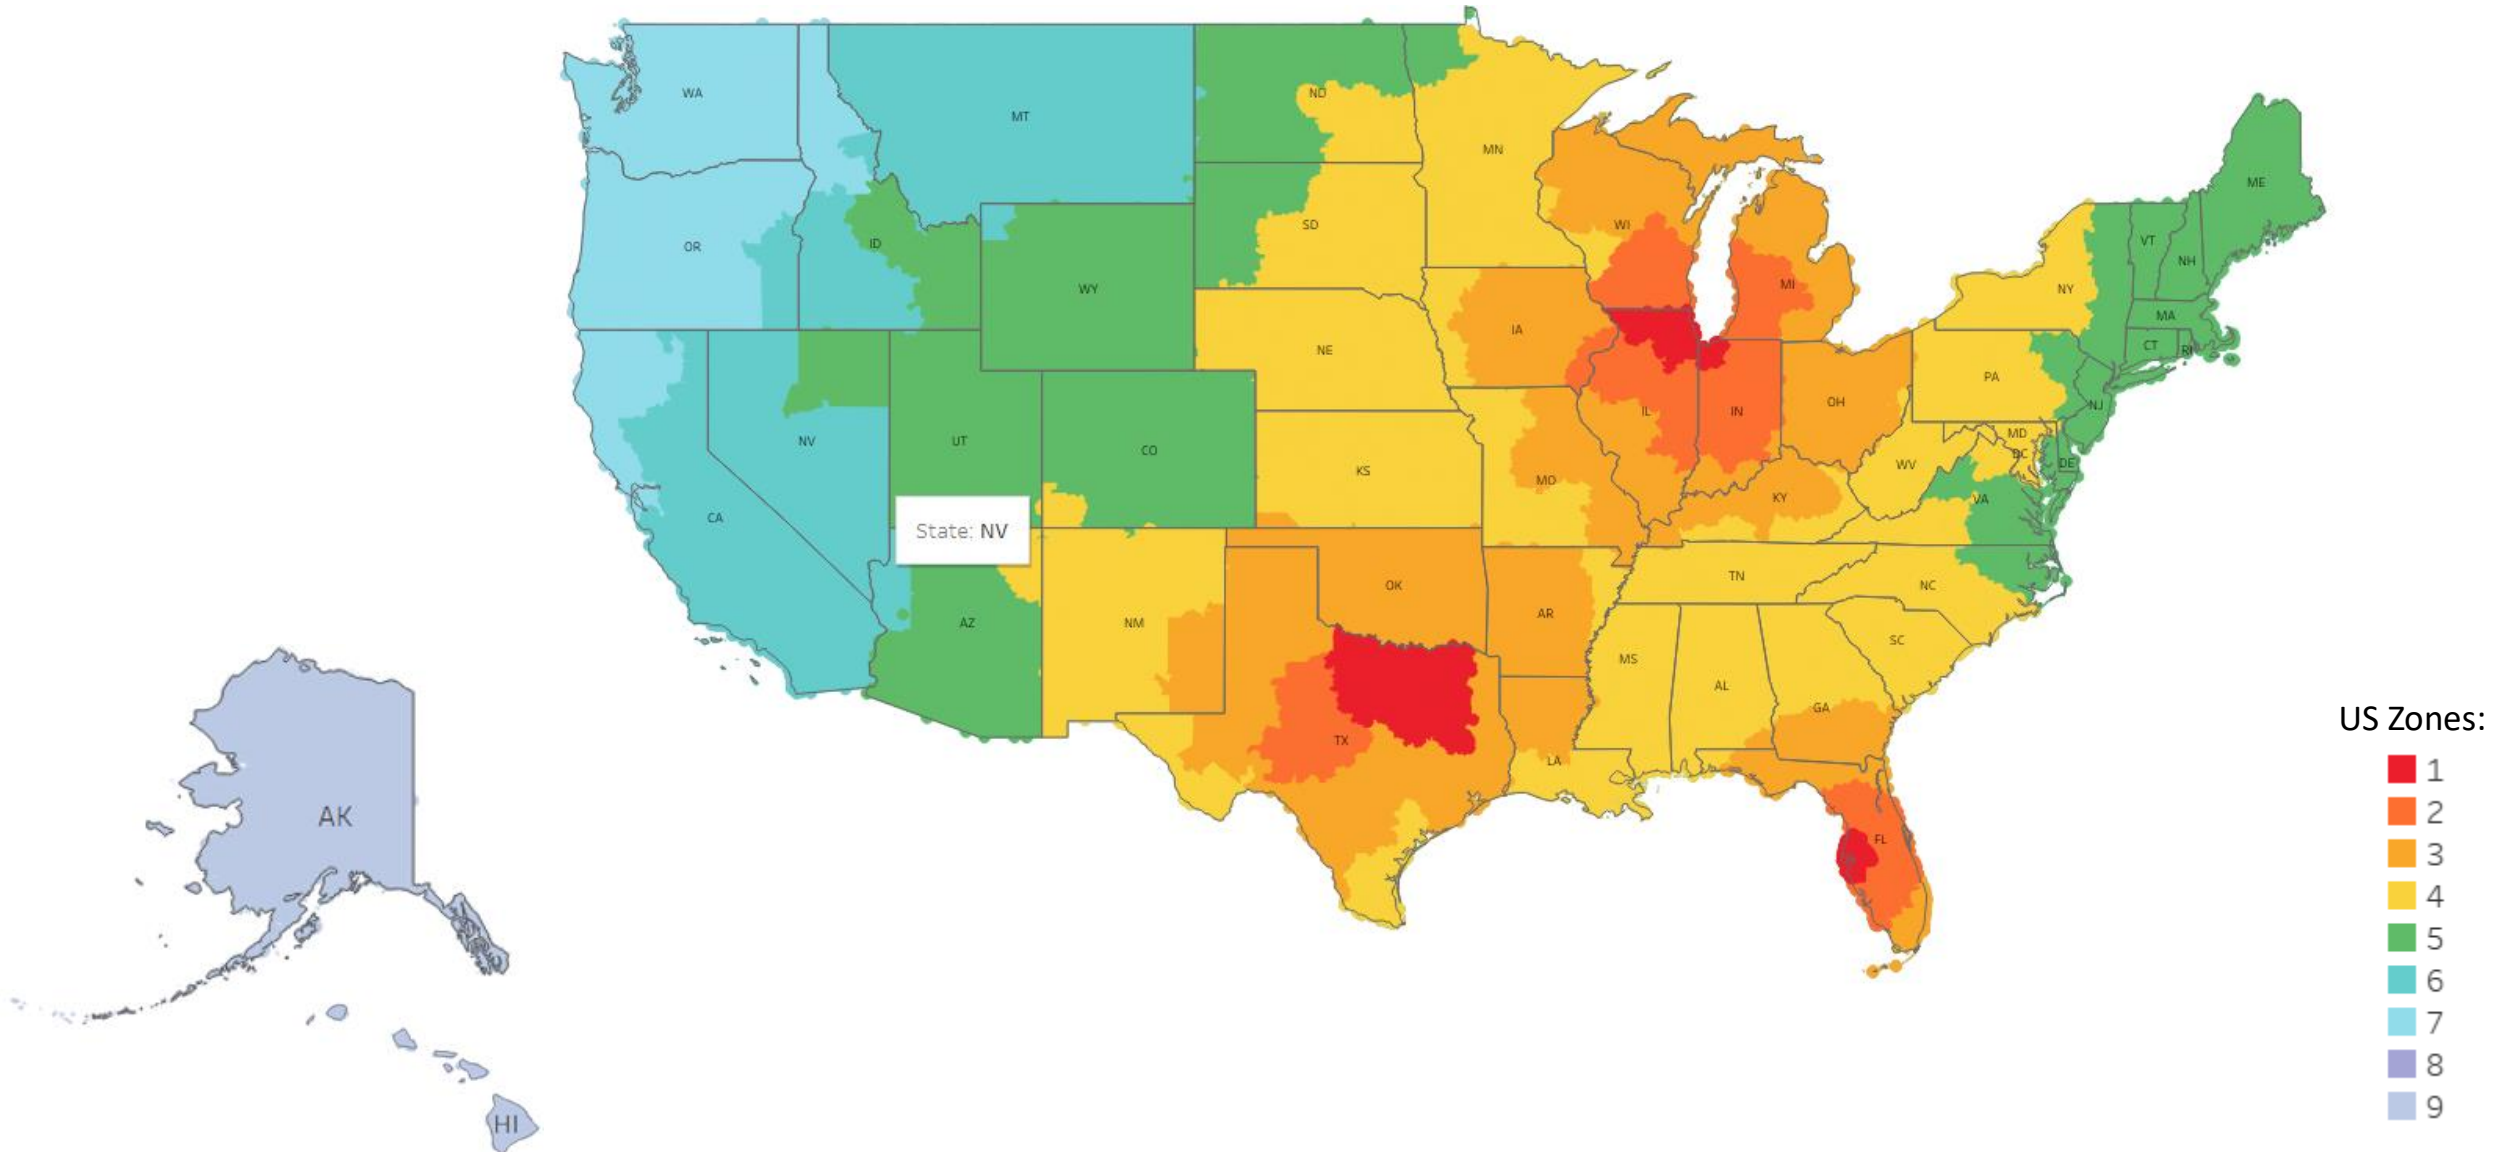 WA
MT
ND
MN
ME
OR
ID
SD
WI
VT
NH
WY
MI
NY
MA
IA
NE
CT
RI
PA
NV
UT
CO
IL
IN
OH
NJ
KS
MO
KY
WV
MD
DC
DE
VA
CA
State: NV
OK
AR
TN
NC
AZ
NM
MS
AL
SC
GA
TX
LA
FL
AK
HI
US Zones:
1
2
3
4
5
6
7
8
9